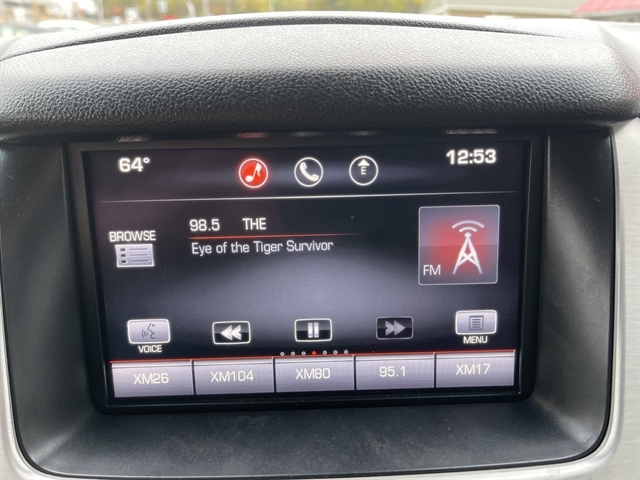 64° E 12:53
98.5 THE
BROWSE
Eye of the Tiger Survivor
FM
VOICE
MENU
XM26 XM104 XM80 95.1 XM17